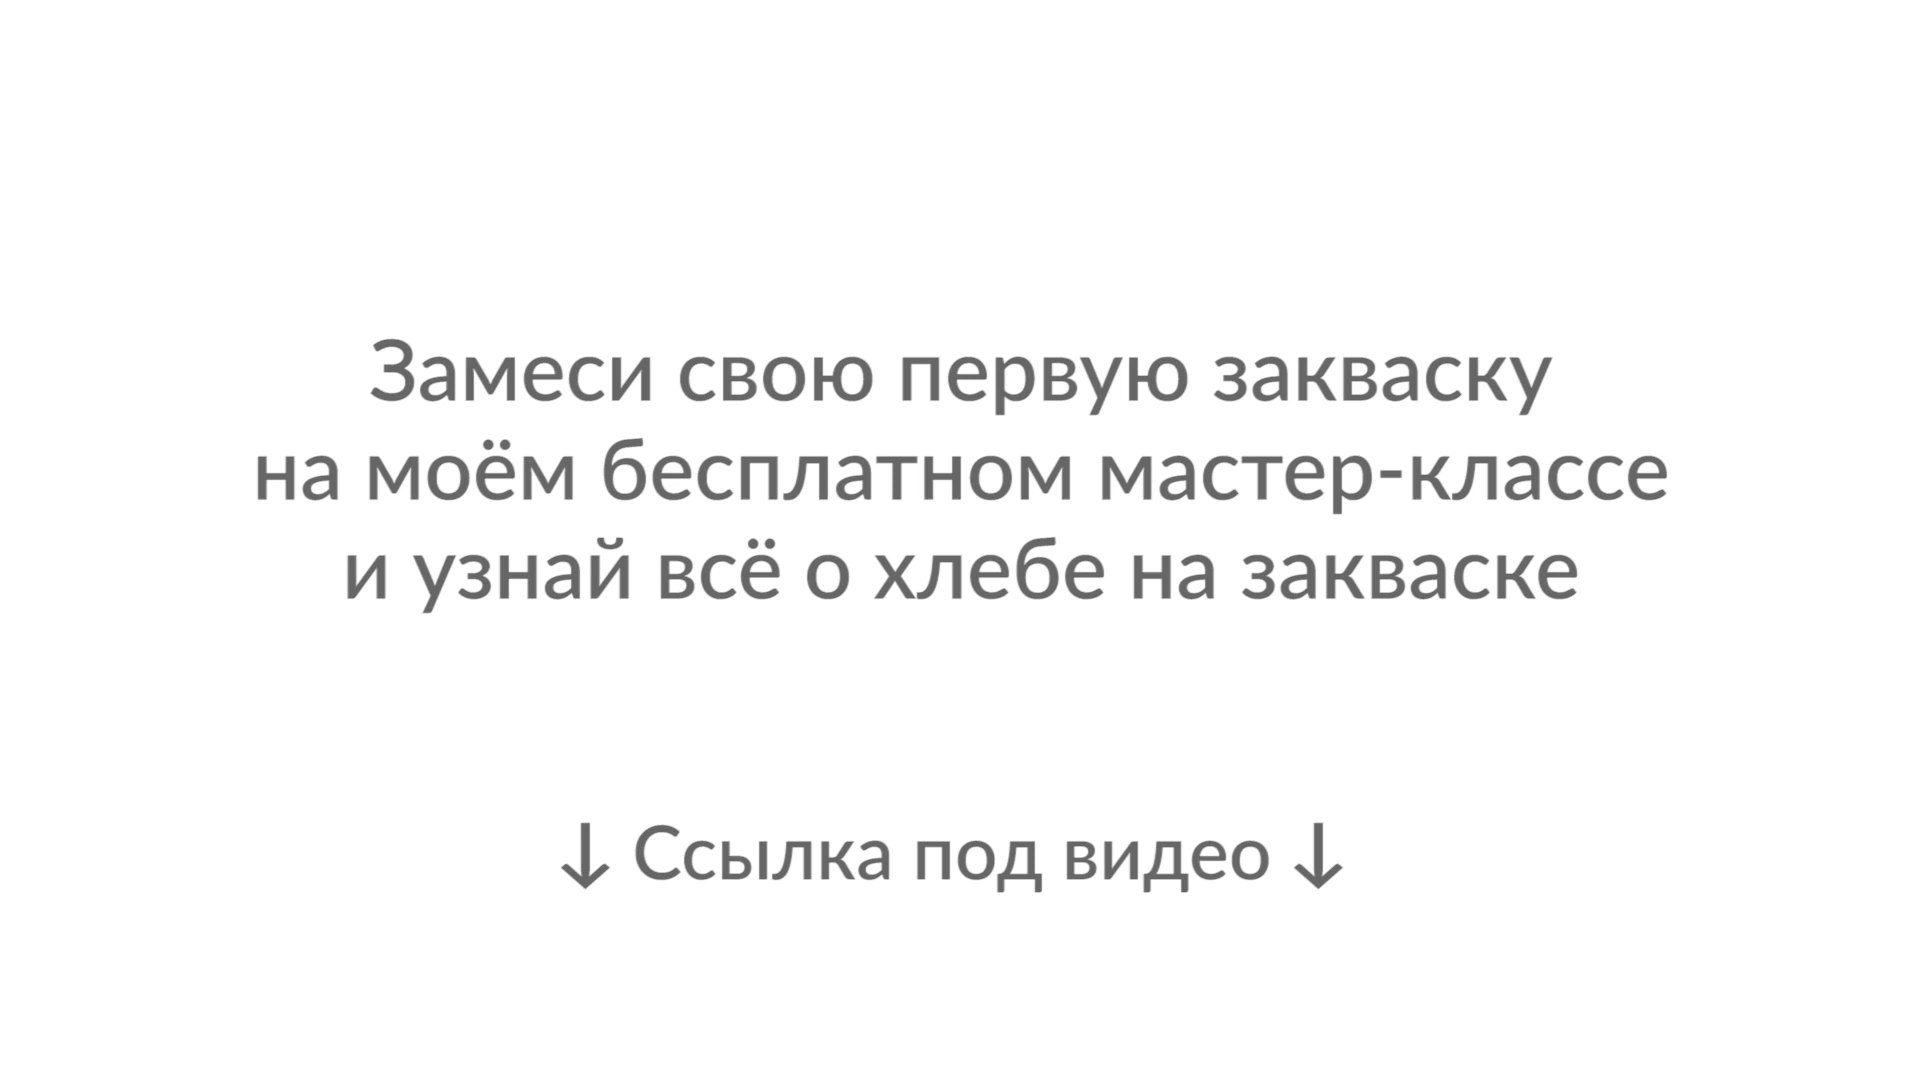 Замеси свою первую закваску
на моём бесплатном мастер-классе
и узнай всё о хлебе на закваске
↓ Ссылка под видео ↓